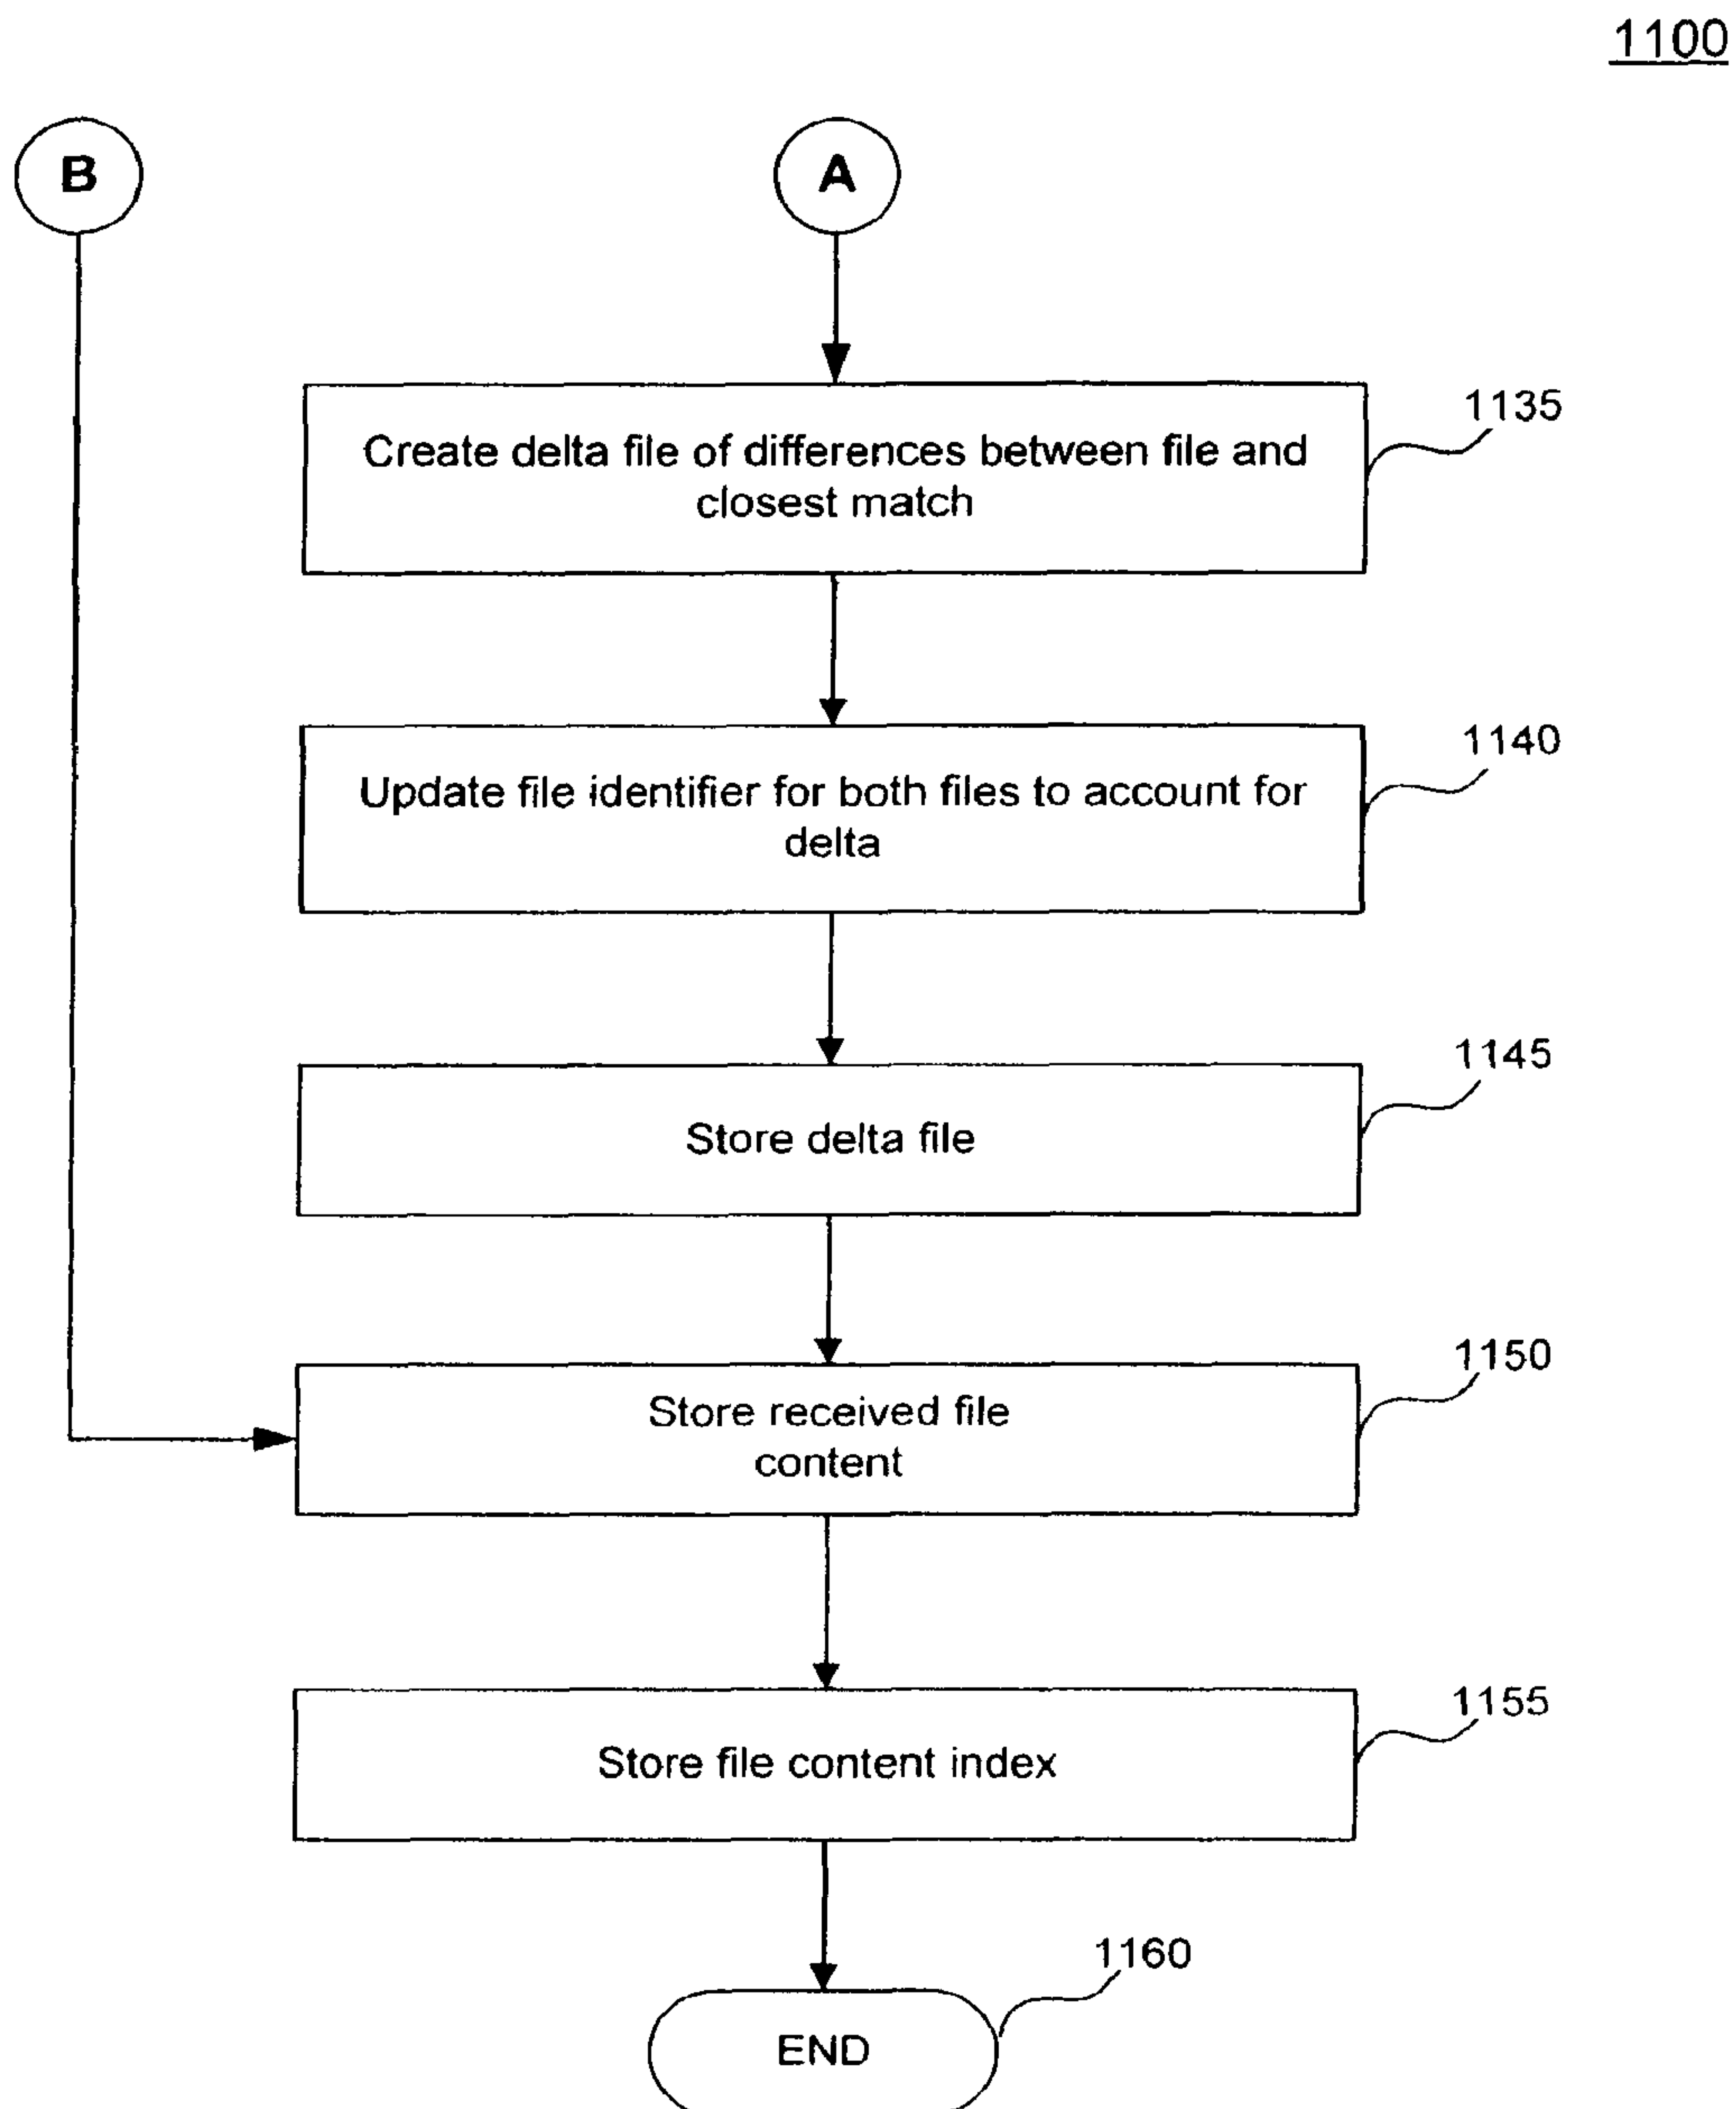 1100
B
A
1135
Create delta file of differences between file and
closest match
1140
Update file identifier for both files to account for
delta
1145
Store delta file
1150
Store received file
content
1155
Store file content index
1160
END